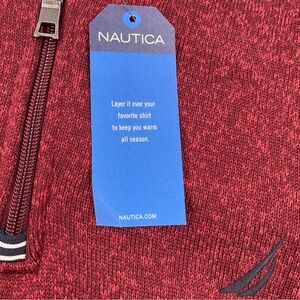 NAUTICA
Layer it over your
favorite shirt
to keep you warm
all season.
NAUTICA.COM